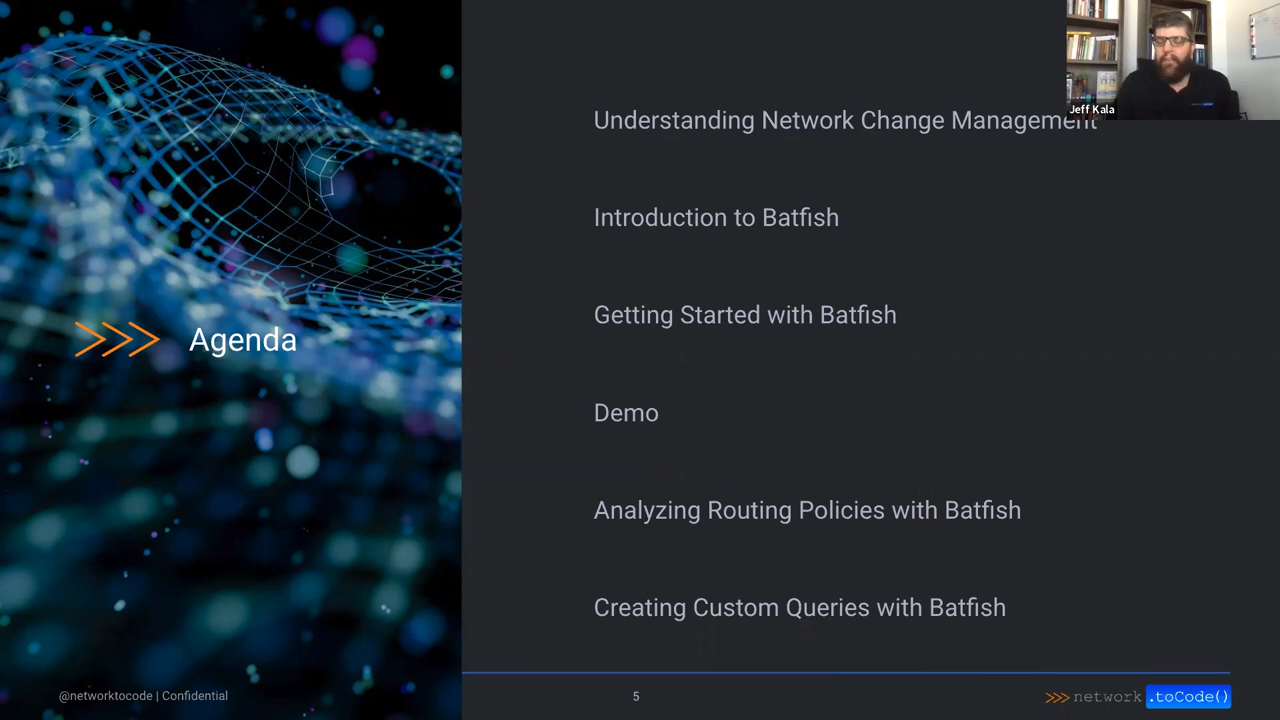 Jeff Kala
Understanding Network Change Management
Introduction to Batfish
Getting Started with Batfish
Agenda
Demo
Analyzing Routing Policies with Batfish
Creating Custom Queries with Batfish
@networktocode | Confidential
5
>>> network .toCode()